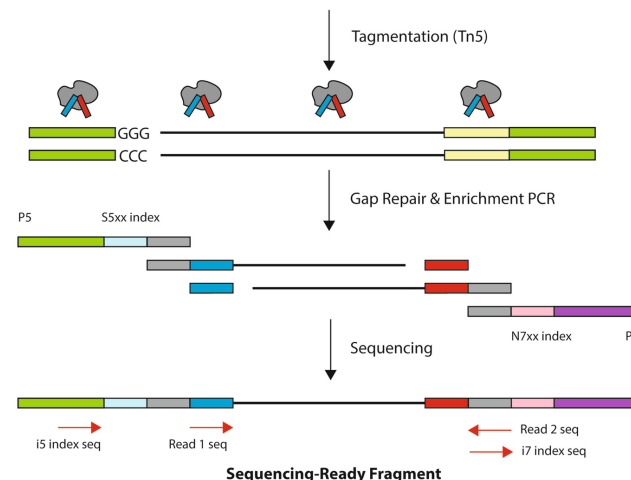 Tagmentation (Tn5)
GGG
CCC
Gap Repair & Enrichment PCR
P5 S5xx index
N7xx index P
Sequencing
i5 index seq Read 1 seq Read 2 seq
i7 index seq
Sequencing-Ready Fragment